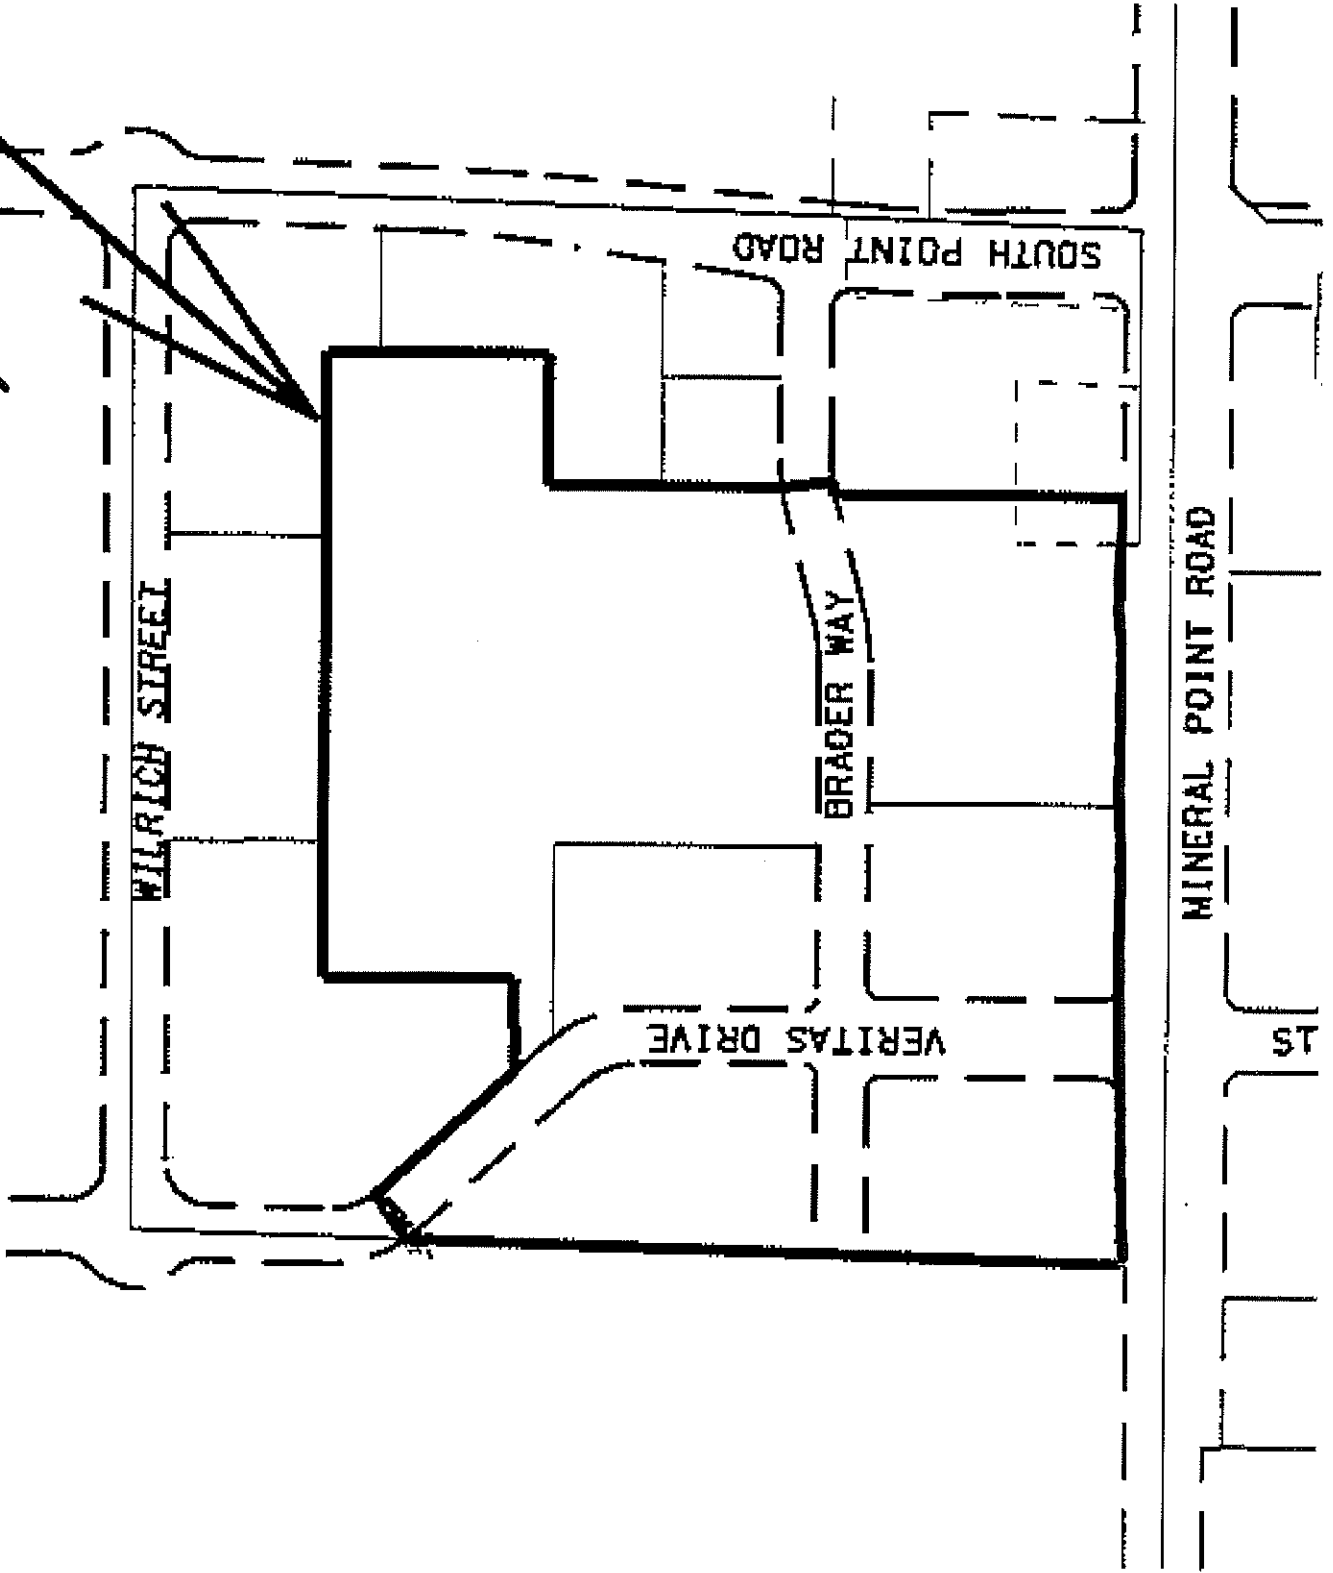 SOUTH POINT ROAD
WILRICH STREET
BRADER WAY
MINERAL POINT ROAD
VERITAS DRIVE
ST